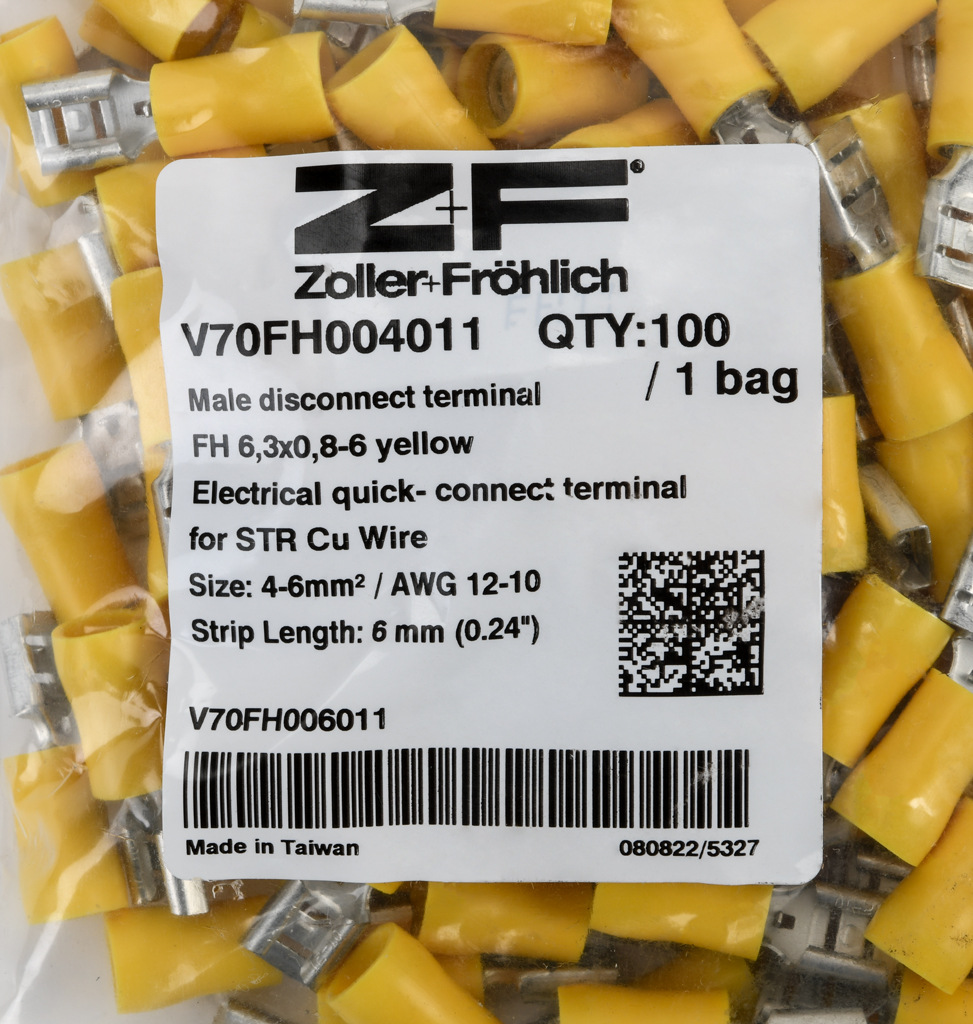 Z+F®
Zoller+Fröhlich
V70FH004011 QTY:100
/ 1 bag
Male disconnect terminal
FH 6,3x0,8-6 yellow
Electrical quick- connect terminal
for STR Cu Wire
Size: 4-6mm² / AWG 12-10
Strip Length: 6 mm (0.24")
V70FH006011
Made in Taiwan 080822/5327